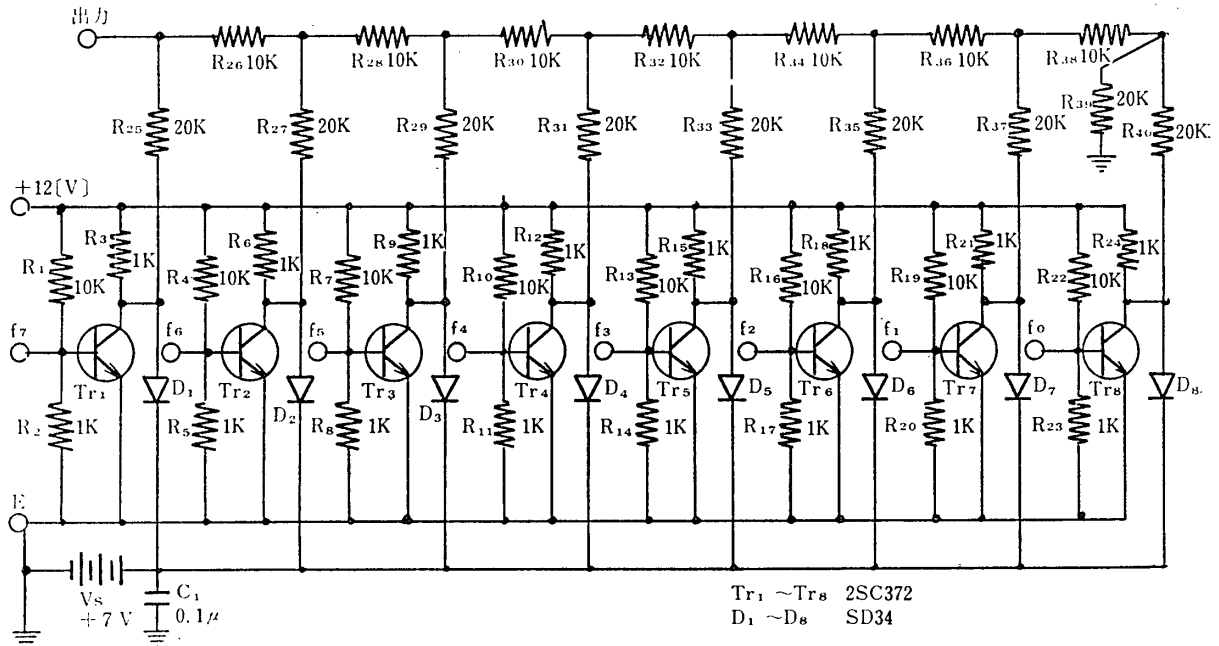 出力
R26 10K
R28 10K
R30 10K
R32 10K
R34 10K
R36 10K
R38 10K
R25 20K
R27 20K
R29 20K
R31 20K
R33 20K
R35 20K
R37 20K
R39 20K
R40 20K
+12[V]
R3 1K
R6 1K
R9 1K
R12 1K
R15 1K
R18 1K
R21 1K
R24 1K
R1 10K
R4 10K
R7 10K
R10 10K
R13 10K
R16 10K
R19 10K
R22 10K
f7
f6
f5
f4
f3
f2
f1
f0
Tr1
Tr2
Tr3
Tr4
Tr5
Tr6
Tr7
Tr8
D1
D2
D3
D4
D5
D6
D7
D8
R2 1K
R5 1K
R8 1K
R11 1K
R14 1K
R17 1K
R20 1K
R23 1K
E
Vs
+7V
C1
0.1μ
Tr1 ~Tr8 2SC372
D1 ~D8 SD34